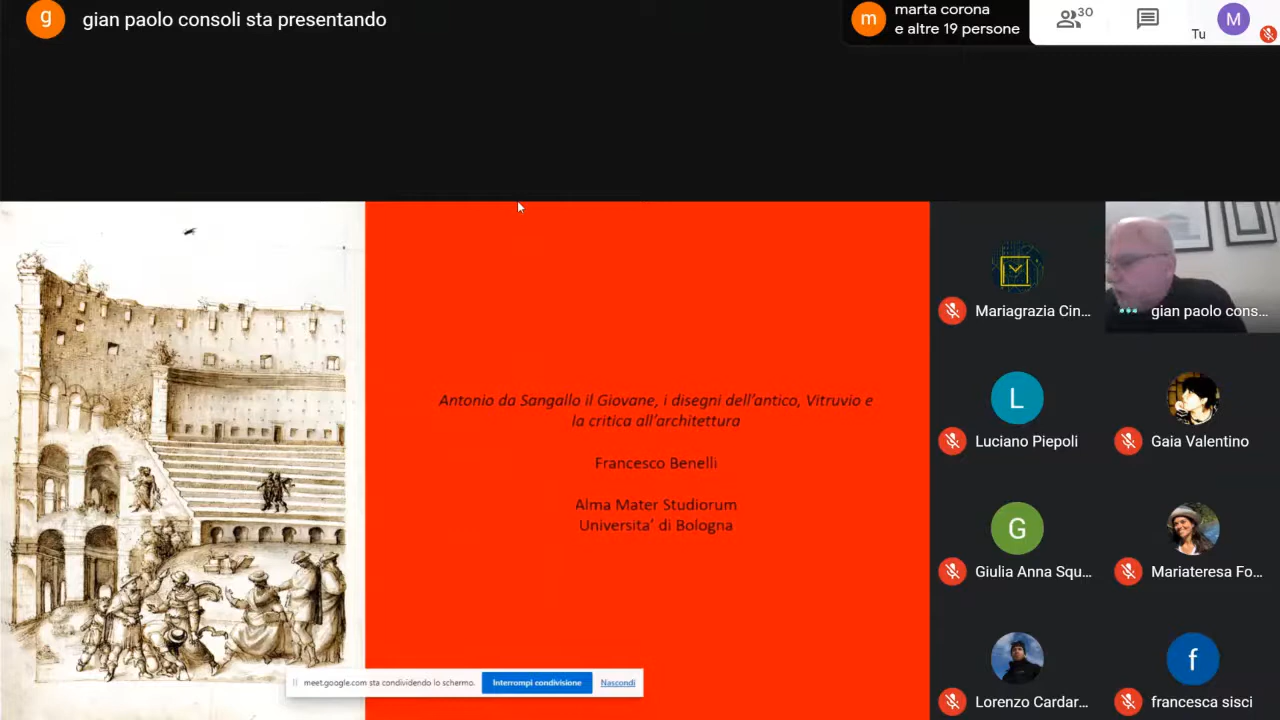 g
gian paolo consoli sta presentando
m
marta corona
e altre 19 persone
30
Tu
M
Mariagrazia Cin...
gian paolo cons...
Antonio da Sangallo il Giovane, i disegni dell'antico, Vitruvio e
la critica all'architettura
L
Luciano Piepoli
Gaia Valentino
Francesco Benelli
Alma Mater Studiorum
Universita' di Bologna
G
Giulia Anna Squ...
Mariateresa Fo...
f
Lorenzo Cardar...
francesca sisci
meet.google.com sta condividendo lo schermo.
Interrompi condivisione
Nascondi